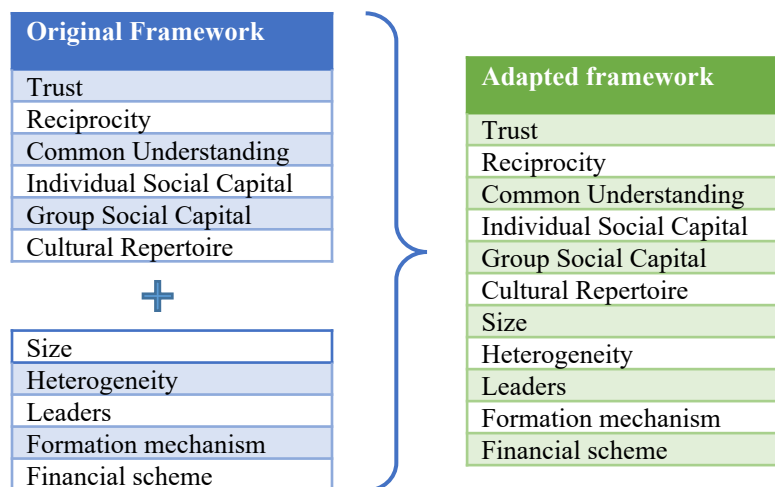 Original Framework
Trust
Reciprocity
Common Understanding
Individual Social Capital
Group Social Capital
Cultural Repertoire
+
Size
Heterogeneity
Leaders
Formation mechanism
Financial scheme
Adapted framework
Trust
Reciprocity
Common Understanding
Individual Social Capital
Group Social Capital
Cultural Repertoire
Size
Heterogeneity
Leaders
Formation mechanism
Financial scheme